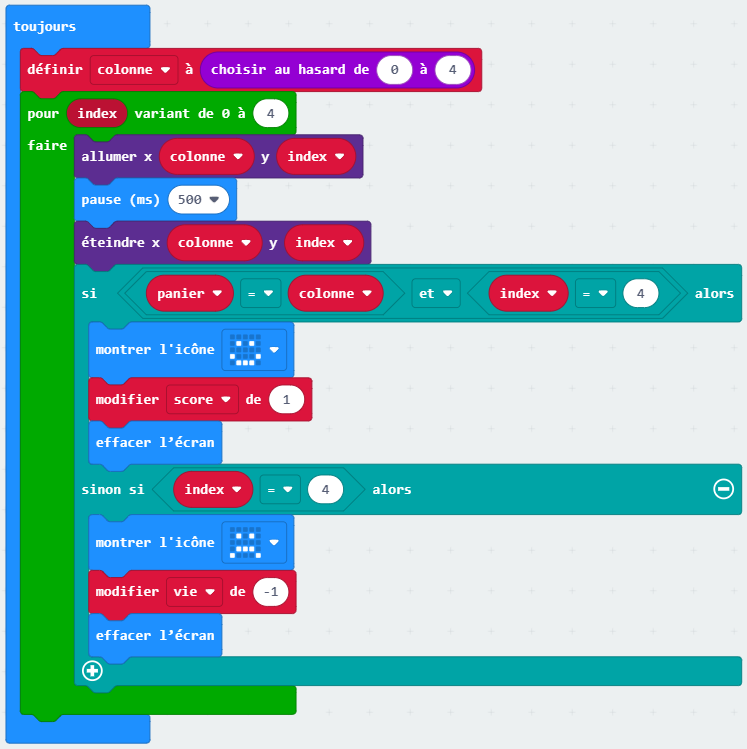 toujours
définir colonne à choisir au hasard de 0 à 4
pour index variant de 0 à 4
faire
allumer x colonne y index
pause (ms) 500
éteindre x colonne y index
si panier = colonne et index = 4 alors
montrer l'icône
modifier score de 1
effacer l’écran
sinon si index = 4 alors
montrer l'icône
modifier vie de -1
effacer l’écran